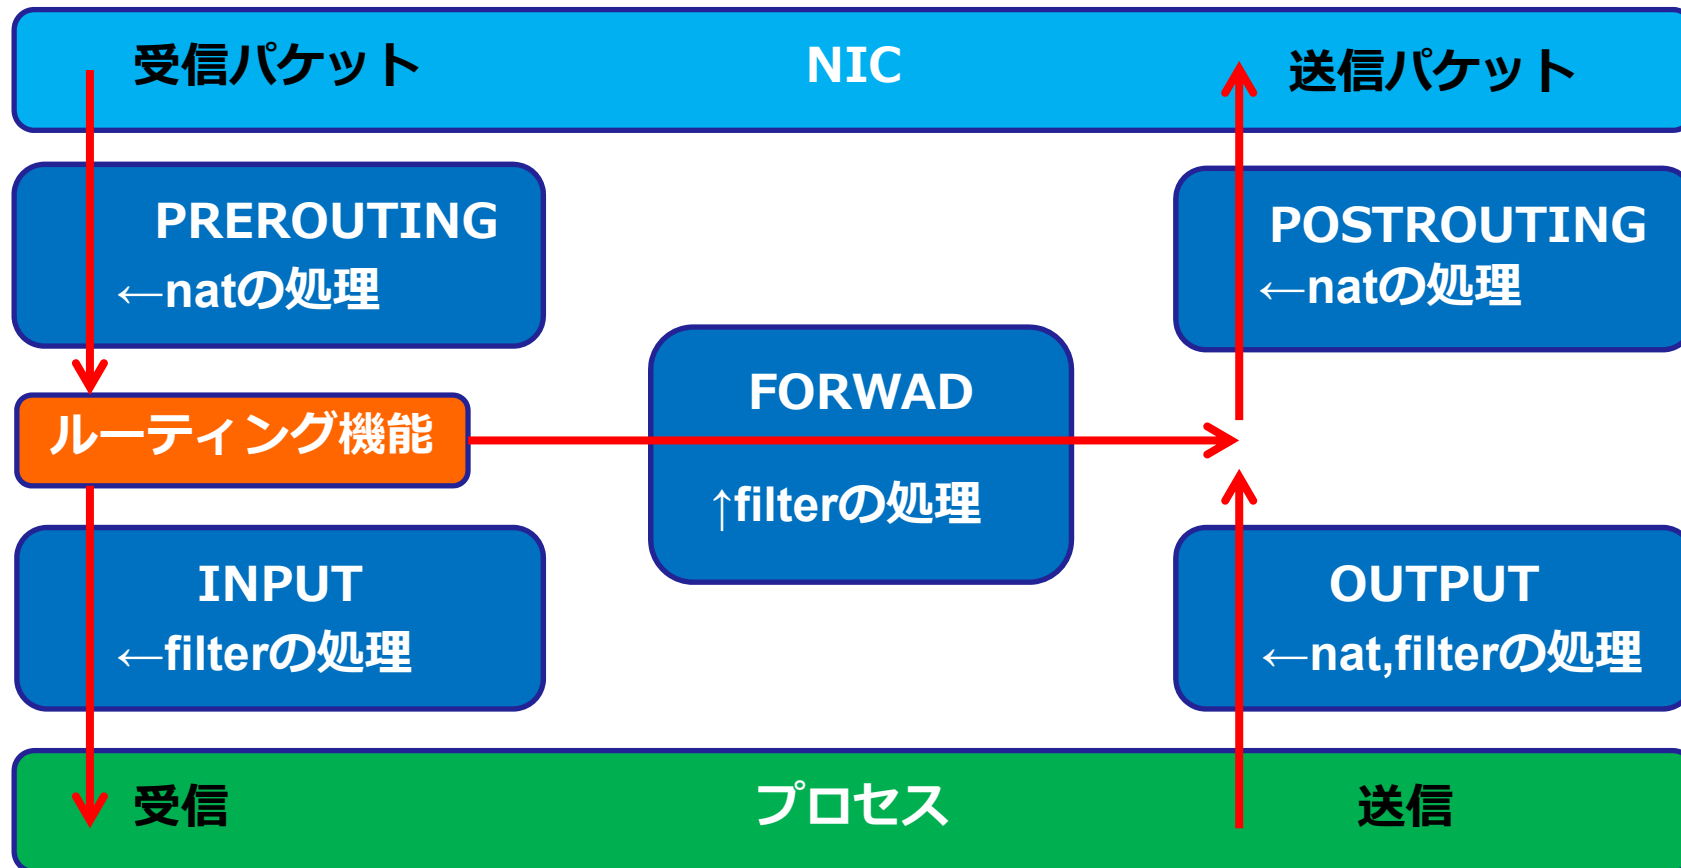 受信パケット
NIC
送信パケット
PREROUTING
←natの処理
POSTROUTING
←natの処理
ルーティング機能
FORWAD
↑filterの処理
INPUT
←filterの処理
OUTPUT
←nat,filterの処理
受信
プロセス
送信